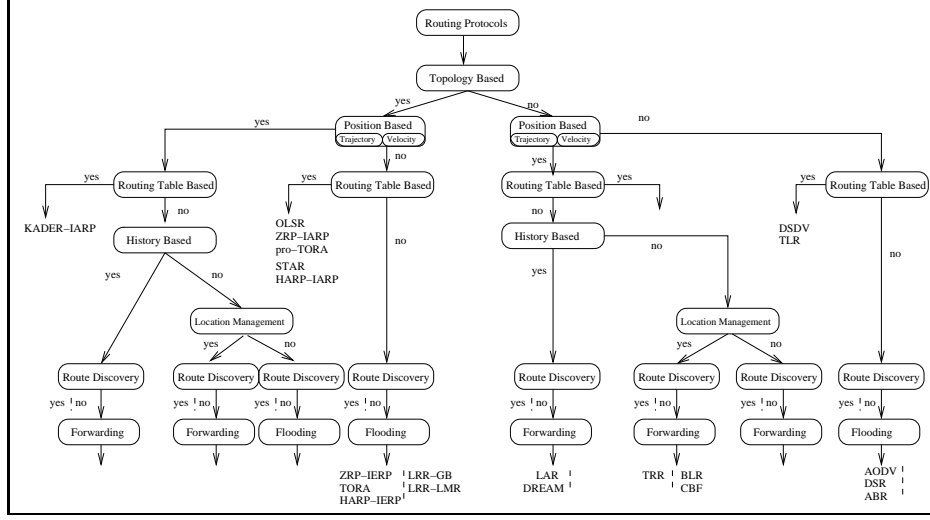 Routing Protocols
Topology Based
yes
no
Position Based
Trajectory Velocity
Position Based
Trajectory Velocity
yes
no
yes
no
yes
Routing Table Based
yes
Routing Table Based
Routing Table Based
yes
yes
Routing Table Based
KADER–IARP
no
OLSR
ZRP–IARP
pro–TORA
STAR
HARP–IARP
no
no
DSDV
TLR
no
History Based
History Based
no
yes
no
yes
Location Management
Location Management
yes
no
yes
no
Route Discovery
Route Discovery
Route Discovery
Route Discovery
Route Discovery
Route Discovery
Route Discovery
Route Discovery
yes no
yes no
yes no
yes no
yes no
yes no
yes no
yes no
Forwarding
Forwarding
Flooding
Flooding
Forwarding
Forwarding
Forwarding
Flooding
ZRP–IERP
TORA
HARP–IERP
LRR–GB
LRR–LMR
LAR
DREAM
TRR
BLR
CBF
AODV
DSR
ABR